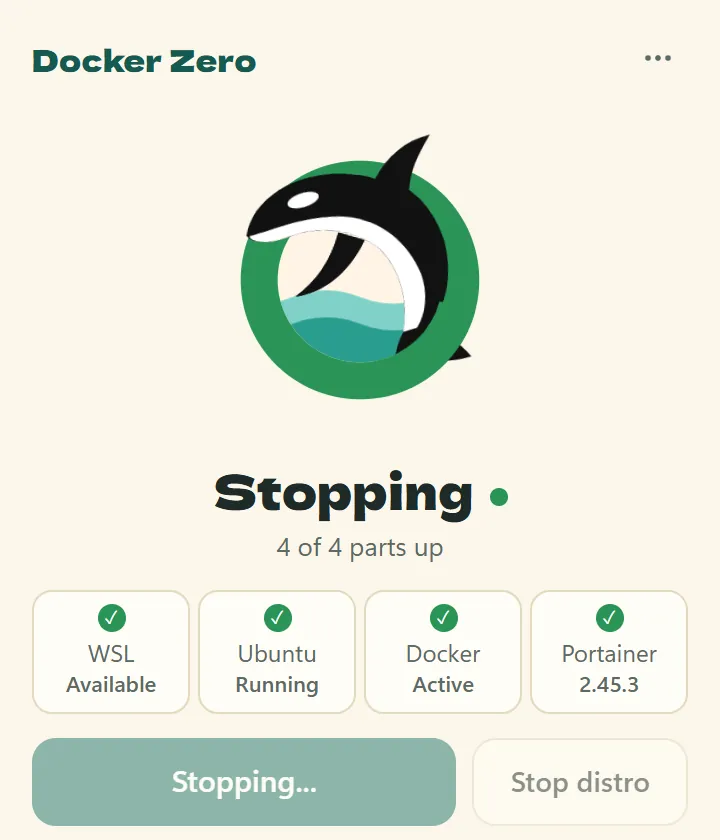 Docker Zero
Stopping
4 of 4 parts up
WSL
Available
Ubuntu
Running
Docker
Active
Portainer
2.45.3
Stopping...
Stop distro